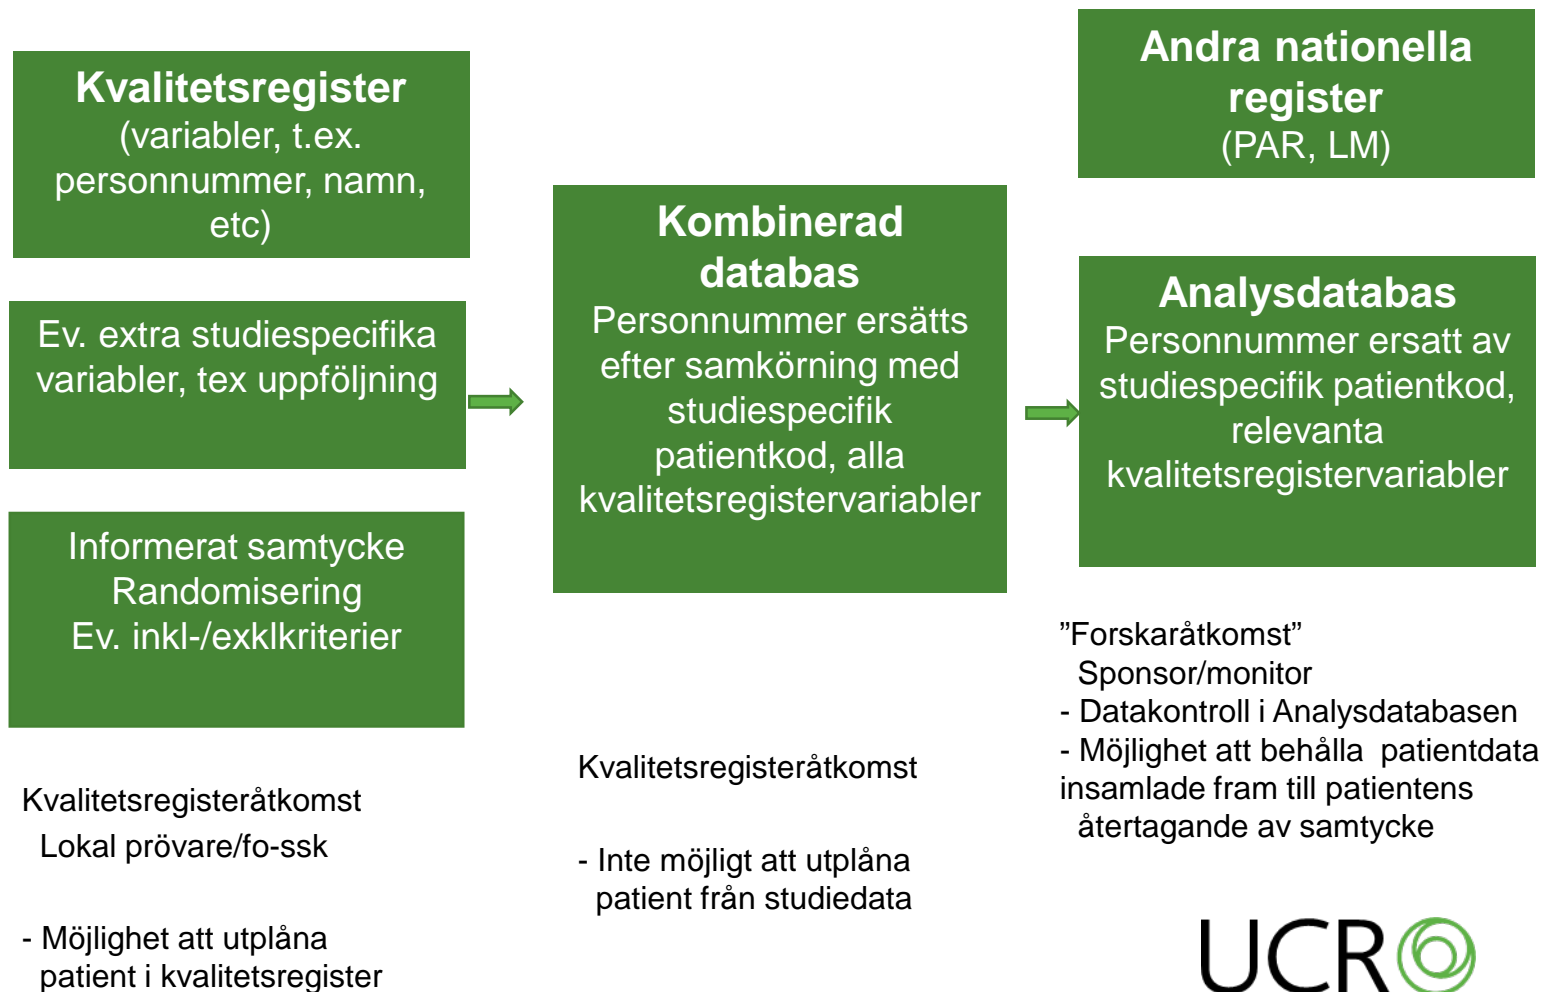 Kvalitetsregister
(variabler, t.ex.
personnummer, namn,
etc)
Ev. extra studiespecifika
variabler, tex uppföljning
Informerat samtycke
Randomisering
Ev. inkl-/exklkriterier
Kvalitetsregisteråtkomst
Lokal prövare/fo-ssk
- Möjlighet att utplåna
patient i kvalitetsregister
Kombinerad
databas
Personnummer ersätts
efter samkörning med
studiespecifik
patientkod, alla
kvalitetsregistervariabler
Kvalitetsregisteråtkomst
- Inte möjligt att utplåna
patient från studiedata
Andra nationella
register
(PAR, LM)
Analysdatabas
Personnummer ersatt av
studiespecifik patientkod,
relevanta
kvalitetsregistervariabler
”Forskaråtkomst”
Sponsor/monitor
- Datakontroll i Analysdatabasen
- Möjlighet att behålla patientdata
insamlade fram till patientens
återtagande av samtycke
UCR